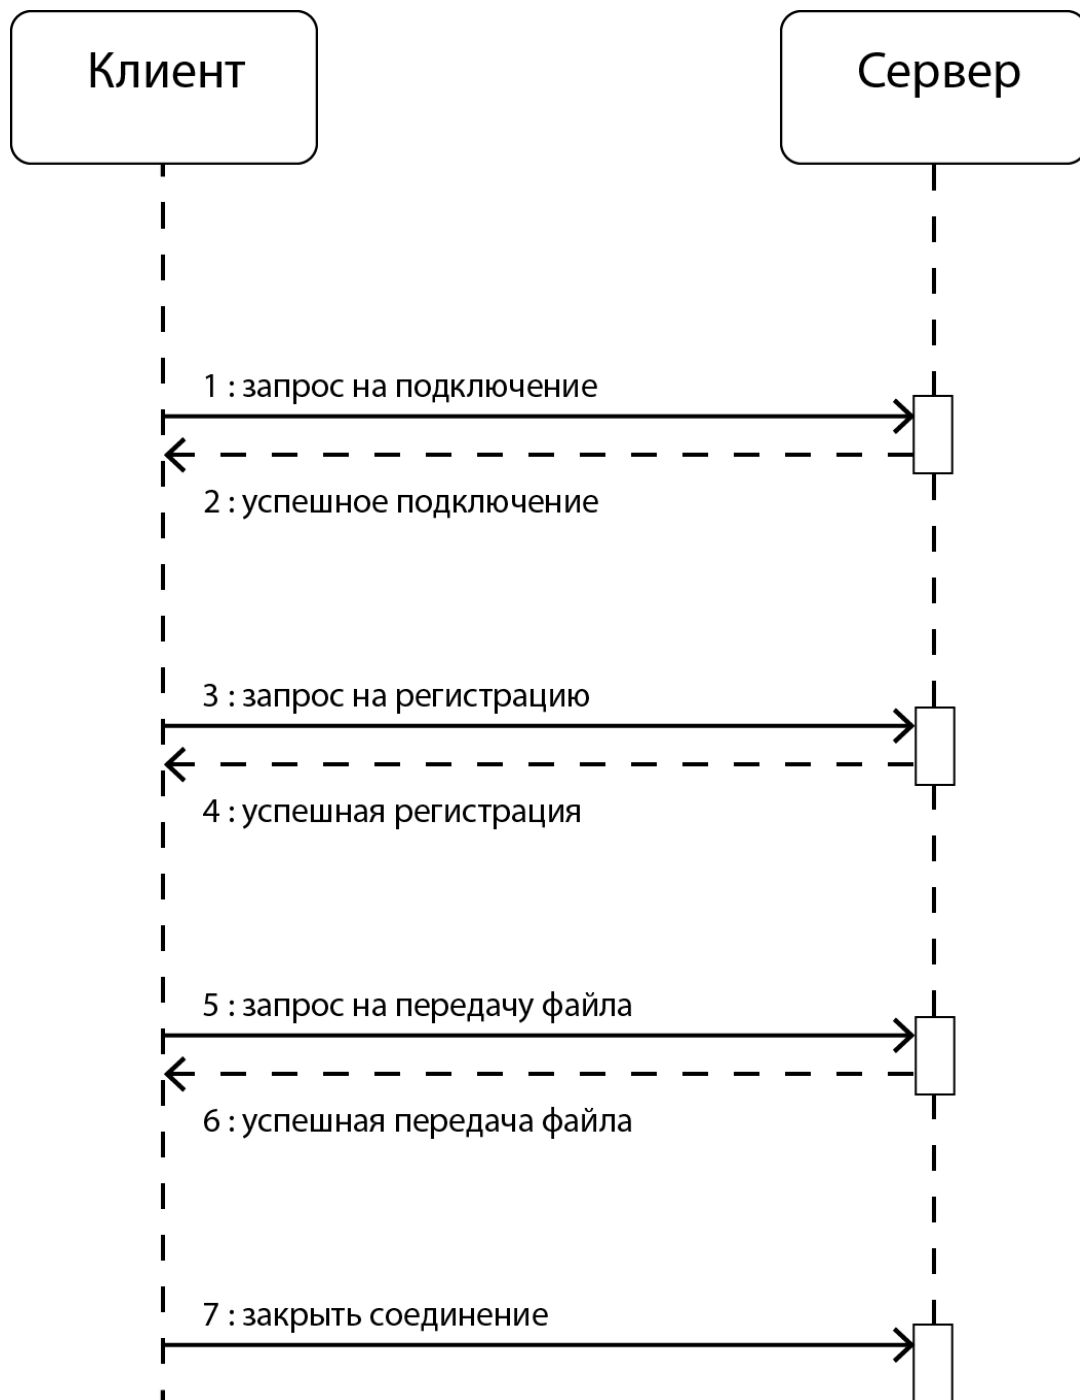 Клиент
Сервер
1 : запрос на подключение
2 : успешное подключение
3 : запрос на регистрацию
4 : успешная регистрация
5 : запрос на передачу файла
6 : успешная передача файла
7 : закрыть соединение